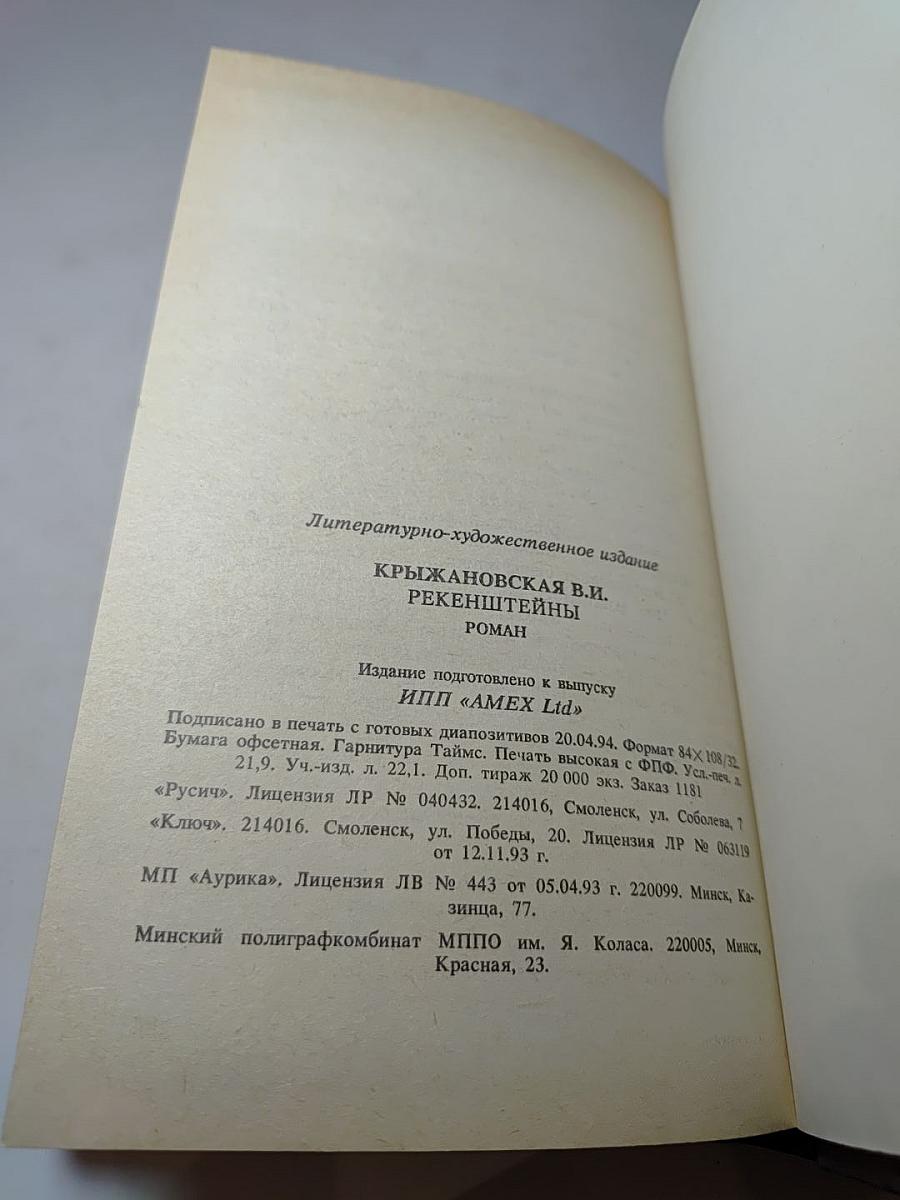 Литературно-художественное издание
КРЫЖАНОВСКАЯ В.И.
РЕКЕНШТЕЙНЫ
РОМАН
Издание подготовлено к выпуску
ИПП «AMEX Ltd»
Подписано в печать с готовых диапозитивов 20.04.94. Формат 84×108/32.
Бумага офсетная. Гарнитура Таймс. Печать высокая с ФПФ. Усл.-печ. л.
21,9. Уч.-изд. л. 22,1. Доп. тираж 20 000 экз. Заказ 1181
«Русич». Лицензия ЛР № 040432. 214016, Смоленск, ул. Соболева, 7
«Ключ». 214016. Смоленск, ул. Победы, 20. Лицензия ЛР № 063119
от 12.11.93 г.
МП «Аурика». Лицензия ЛВ № 443 от 05.04.93 г. 220099. Минск, Ка-
зинца, 77.
Минский полиграфкомбинат МППО им. Я. Коласа. 220005, Минск,
Красная, 23.